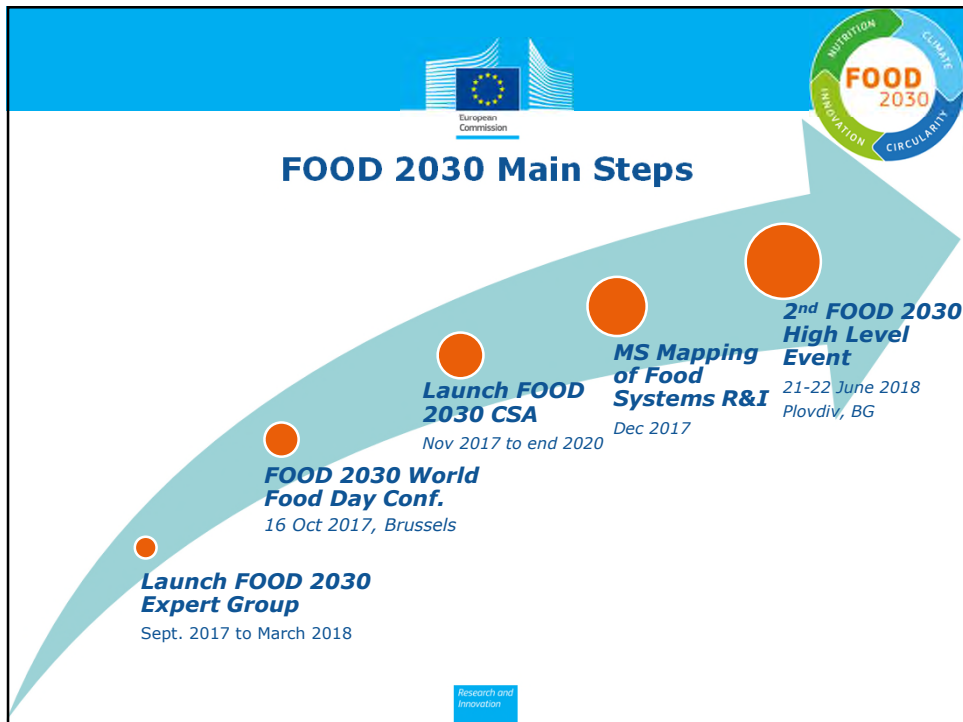 NUTRITION
CLIMATE
FOOD
2030
INNOVATION
CIRCULARITY
European
Commission
FOOD 2030 Main Steps
2nd FOOD 2030
High Level
Event
21-22 June 2018
Plovdiv, BG
MS Mapping
of Food
Systems R&I
Dec 2017
Launch FOOD
2030 CSA
Nov 2017 to end 2020
FOOD 2030 World
Food Day Conf.
16 Oct 2017, Brussels
Launch FOOD 2030
Expert Group
Sept. 2017 to March 2018
Research and
Innovation